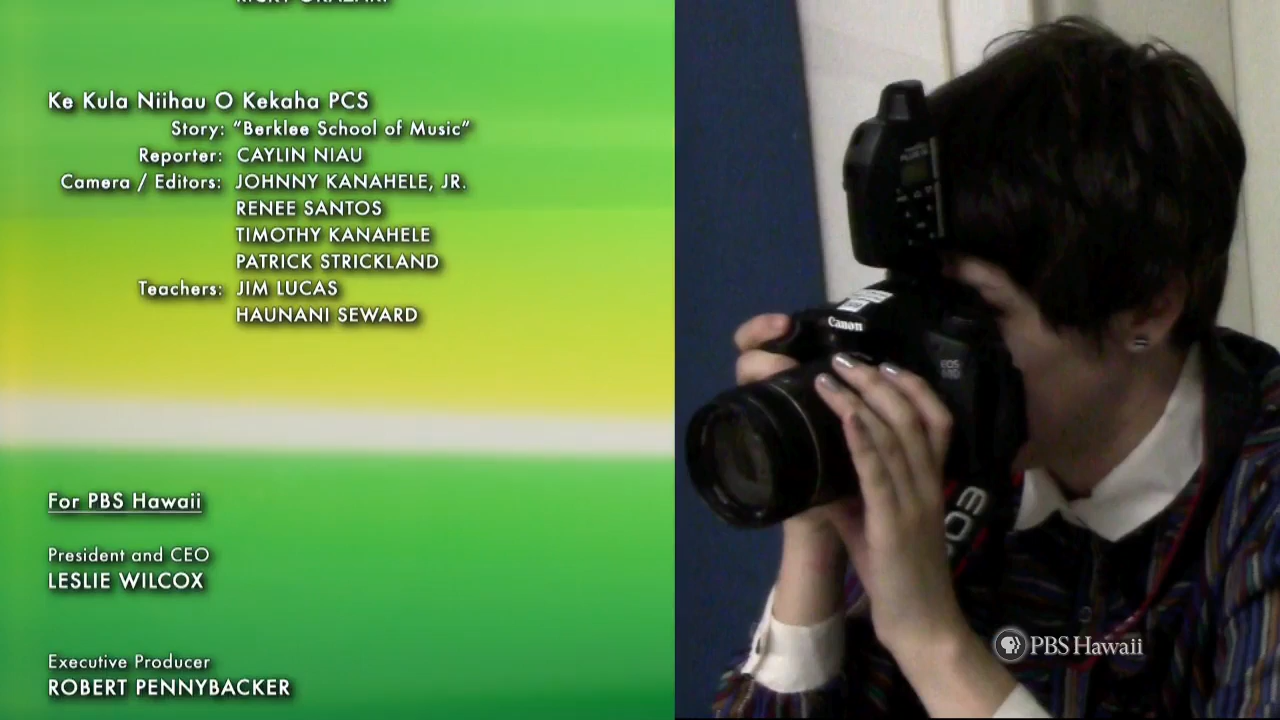 Ke Kula Niihau O Kekaha PCS
Story: “Berklee School of Music”
Reporter: CAYLIN NIAU
Camera / Editors: JOHNNY KANAHELE, JR.
RENEE SANTOS
TIMOTHY KANAHELE
PATRICK STRICKLAND
Teachers: JIM LUCAS
HAUNANI SEWARD
For PBS Hawaii
President and CEO
LESLIE WILCOX
Executive Producer
ROBERT PENNYBACKER
Canon
EOS
EOS
PBS Hawaii